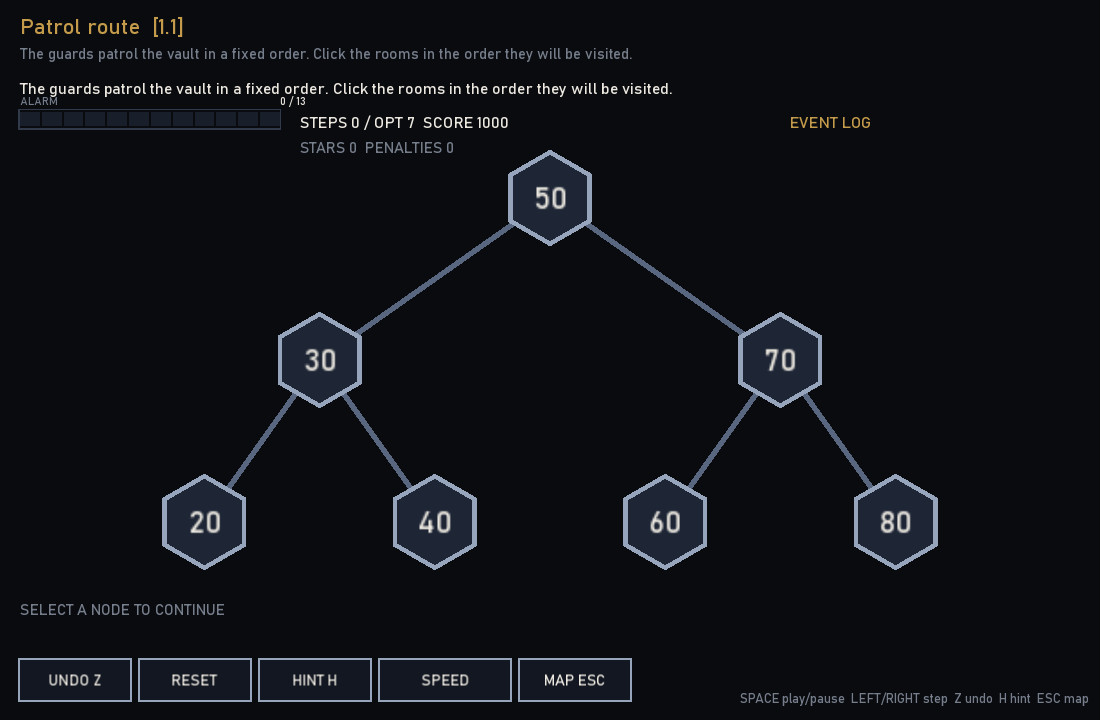 Patrol route  [1.1]
The guards patrol the vault in a fixed order. Click the rooms in the order they will be visited.
The guards patrol the vault in a fixed order. Click the rooms in the order they will be visited.
ALARM
0 / 13
STEPS 0 / OPT 7  SCORE 1000
EVENT LOG
STARS 0  PENALTIES 0
50
30
70
20
40
60
80
SELECT A NODE TO CONTINUE
UNDO Z
RESET
HINT H
SPEED
MAP ESC
SPACE play/pause  LEFT/RIGHT step  Z undo  H hint  ESC map